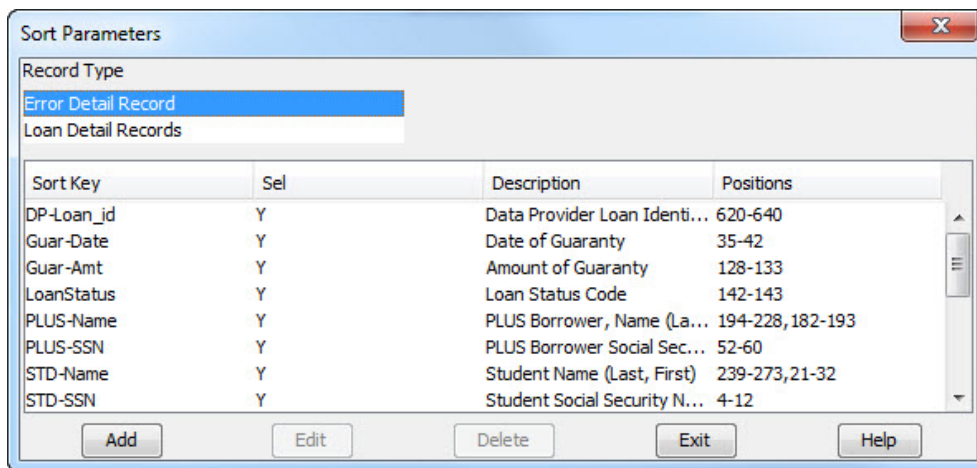 Sort Parameters
Record Type
Error Detail Record
Loan Detail Records
Sort Key Sel Description Positions
DP-Loan_id Y Data Provider Loan Identi... 620-640
Guar-Date Y Date of Guaranty 35-42
Guar-Amt Y Amount of Guaranty 128-133
LoanStatus Y Loan Status Code 142-143
PLUS-Name Y PLUS Borrower, Name (La... 194-228,182-193
PLUS-SSN Y PLUS Borrower Social Sec... 52-60
STD-Name Y Student Name (Last, First) 239-273,21-32
STD-SSN Y Student Social Security N... 4-12
Add Edit Delete Exit Help